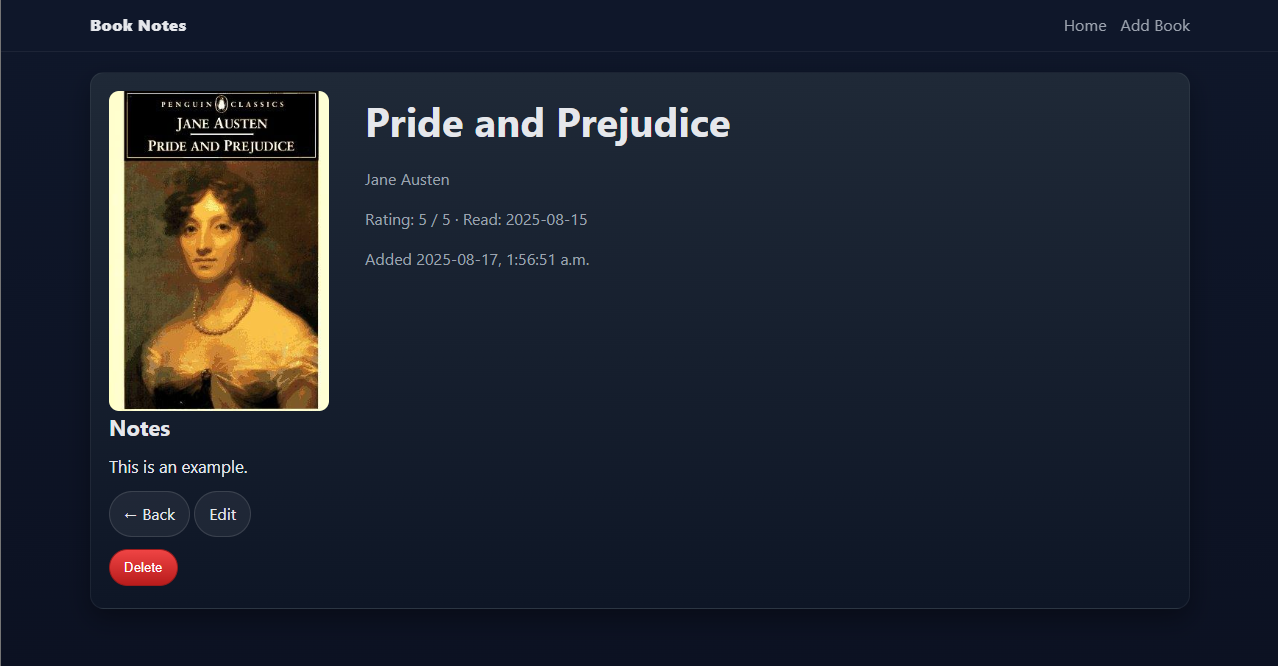 Book Notes
Home Add Book
PENGUIN CLASSICS
JANE AUSTEN
PRIDE AND PREJUDICE
Pride and Prejudice
Jane Austen
Rating: 5 / 5 · Read: 2025-08-15
Added 2025-08-17, 1:56:51 a.m.
Notes
This is an example.
← Back Edit
Delete